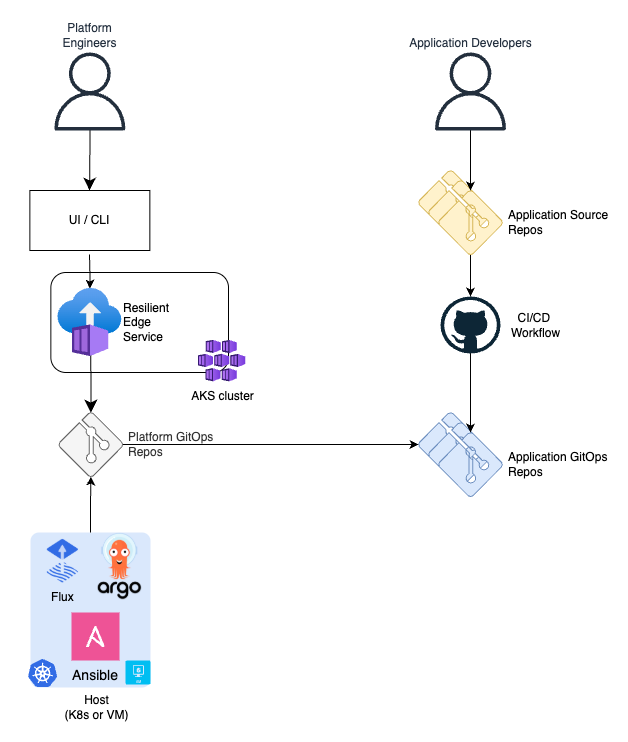 Platform
Engineers
Application Developers
UI / CLI
Application Source
Repos
Resilient
Edge
Service
CI/CD
Workflow
AKS cluster
Platform GitOps
Repos
Application GitOps
Repos
Flux
argo
Ansible
Host
(K8s or VM)